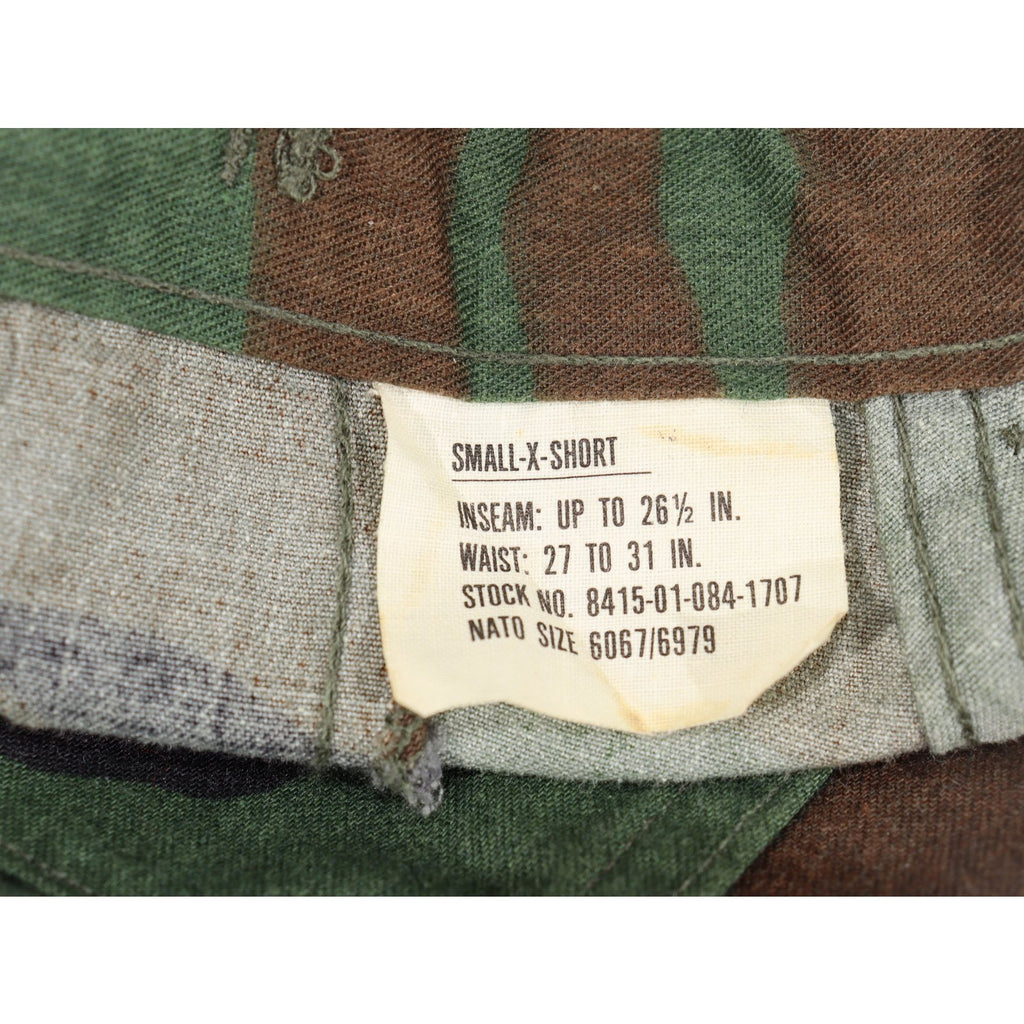 SMALL-X-SHORT
INSEAM: UP TO 26½ IN.
WAIST: 27 TO 31 IN.
STOCK NO. 8415-01-084-1707
NATO SIZE 6067/6979